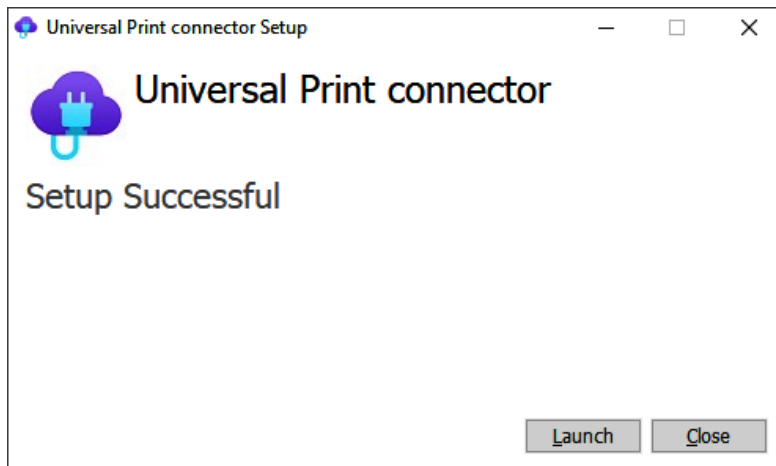 Universal Print connector Setup
Universal Print connector
Setup Successful
Launch Close